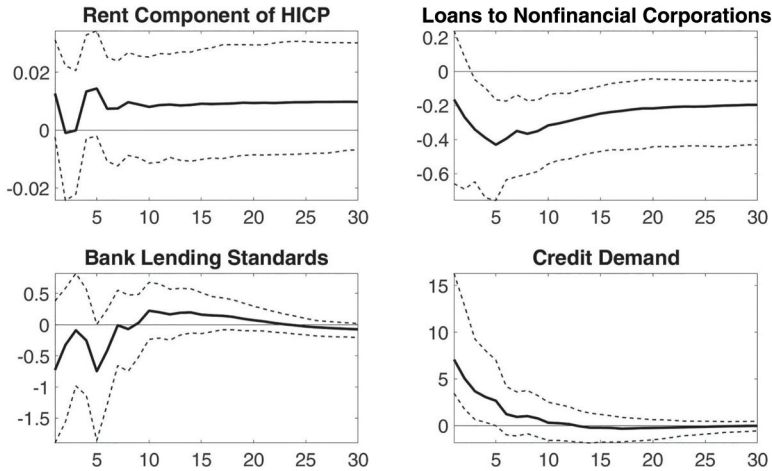 Rent Component of HICP
0.02
0
-0.02
5 10 15 20 25 30
Loans to Nonfinancial Corporations
0.2
0
-0.2
-0.4
-0.6
5 10 15 20 25 30
Bank Lending Standards
0.5
0
-0.5
-1
-1.5
5 10 15 20 25 30
Credit Demand
15
10
5
0
5 10 15 20 25 30